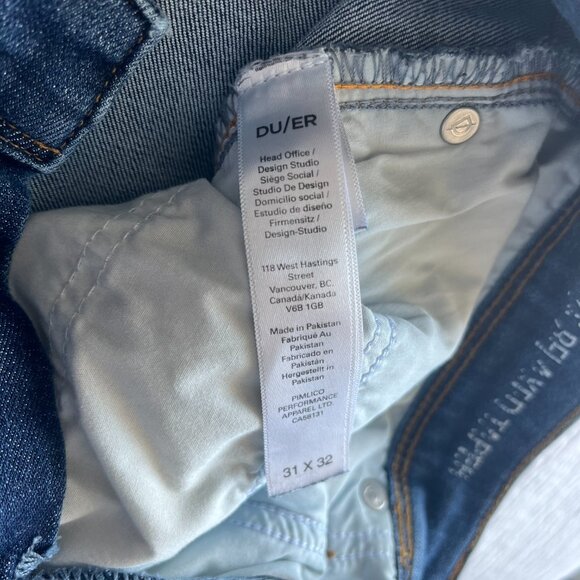 DU/ER
Head Office /
Design Studio
Siège Social /
Studio De Design
Domicilio social /
Estudio de diseño
Firmensitz /
Design-Studio
118 West Hastings
Street
Vancouver, BC.
Canada/Kanada
V6B 1GB
Made in Pakistan
Fabriqué Au
Pakistan
Fabricado en
Pakistán
Hergestellt in
Pakistan
PIMLICO
PERFORMANCE
APPAREL LTD.
CA58131
31 X 32